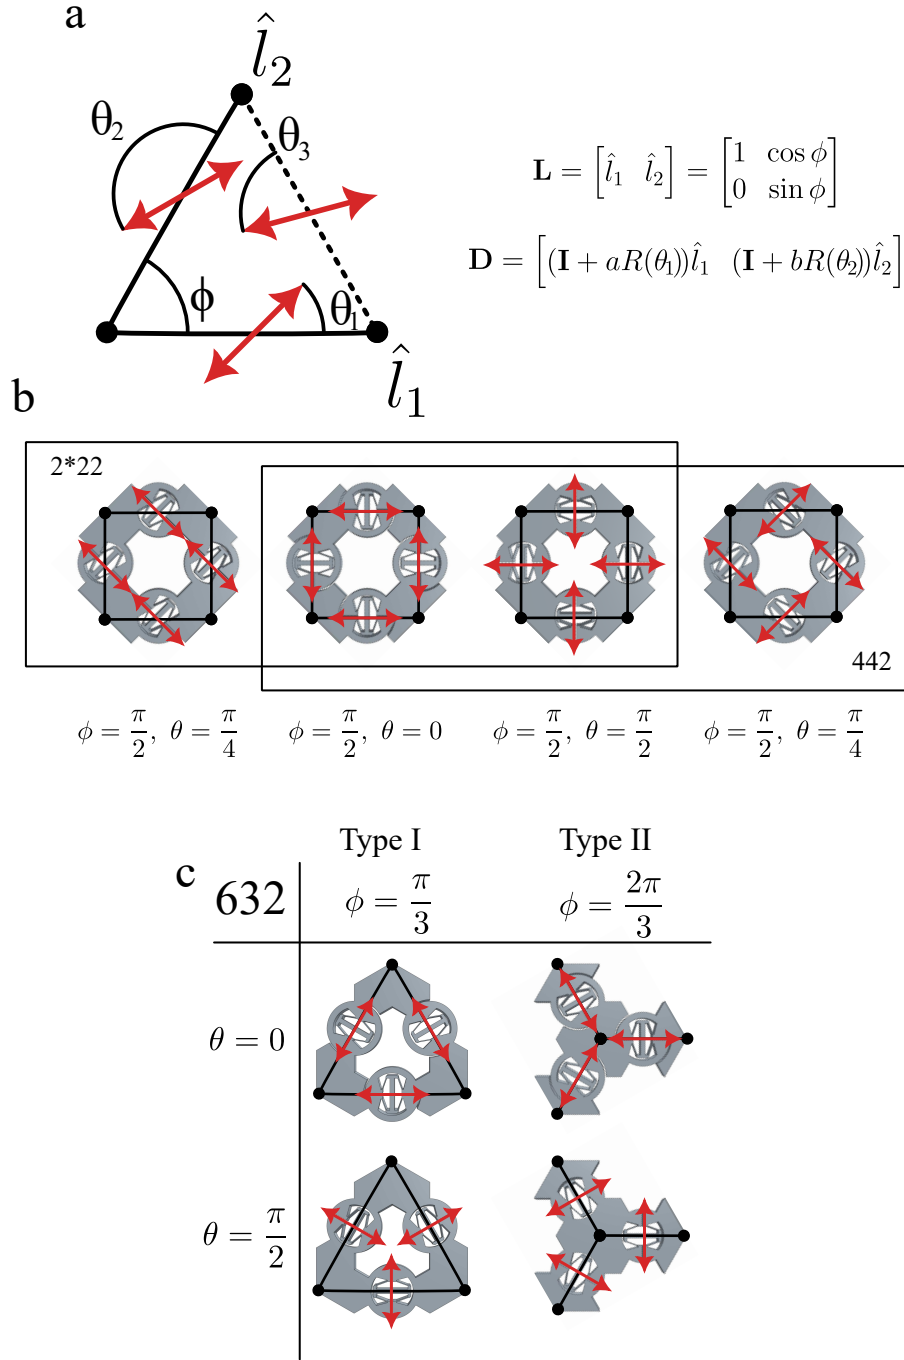 a
l̂₂
θ₂
θ₃
ϕ
θ₁
l̂₁
L = [l̂₁ l̂₂] = [1 cos ϕ
0 sin ϕ]
D = [(I + aR(θ₁))l̂₁ (I + bR(θ₂))l̂₂]
b
2*22
442
ϕ = π/2, θ = π/4
ϕ = π/2, θ = 0
ϕ = π/2, θ = π/2
ϕ = π/2, θ = π/4
c
Type I
Type II
632
ϕ = π/3
ϕ = 2π/3
θ = 0
θ = π/2